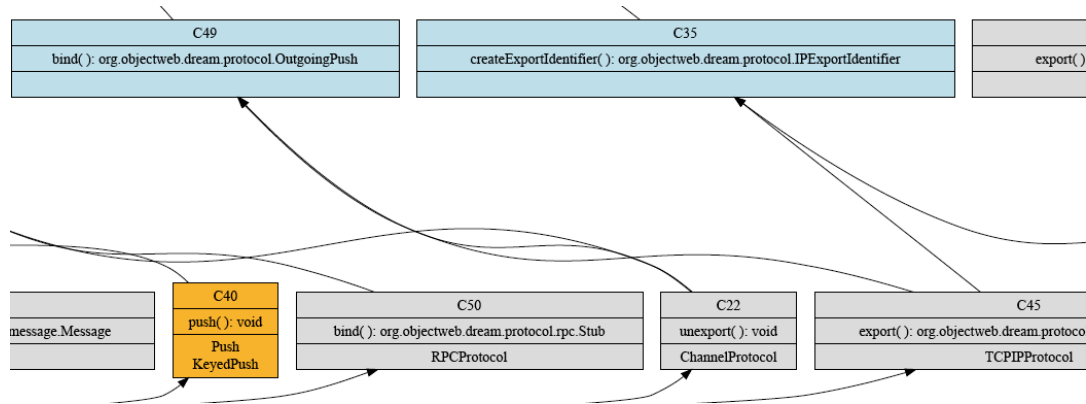 C49
bind( ): org.objectweb.dream.protocol.OutgoingPush
C35
createExportIdentifier( ): org.objectweb.dream.protocol.IPExportIdentifier
export( )
message.Message
C40
push( ): void
Push
KeyedPush
C50
bind( ): org.objectweb.dream.protocol.rpc.Stub
RPCProtocol
C22
unexport( ): void
ChannelProtocol
C45
export( ): org.objectweb.dream.protoco
TCPIPProtocol